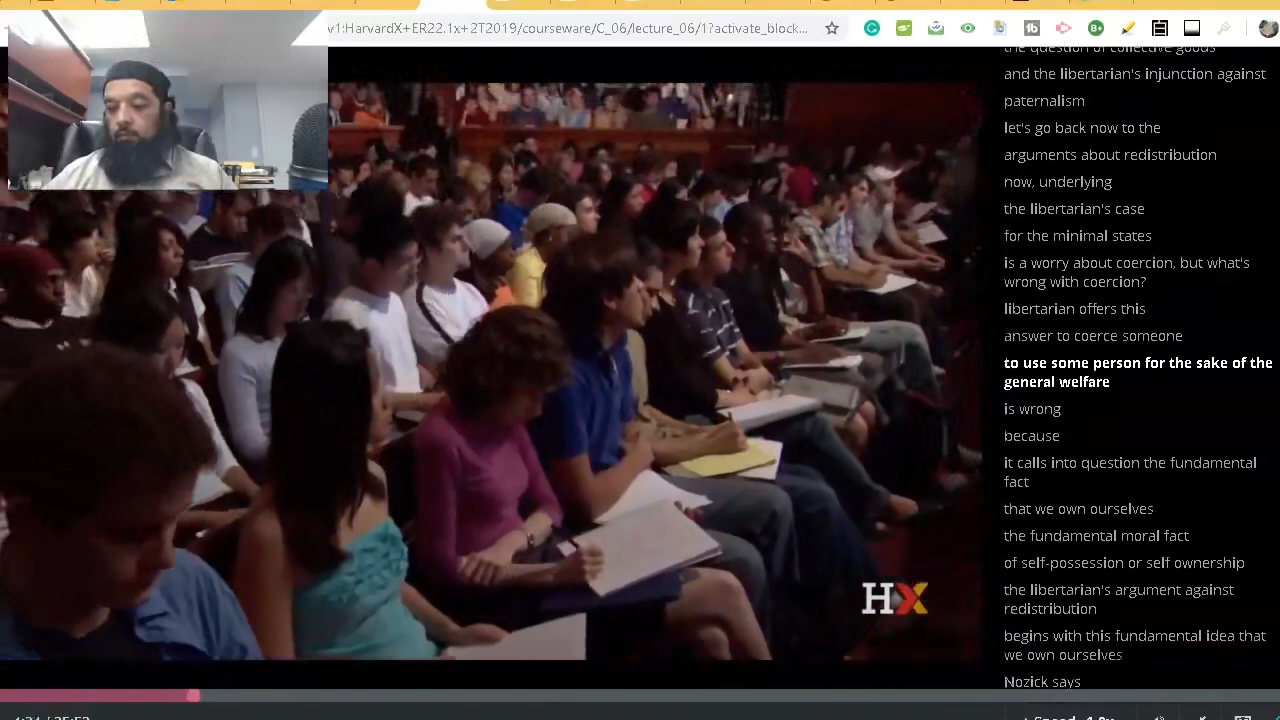 v1:HarvardX+ER22.1x+2T2019/courseware/C_06/lecture_06/1?activate_block...
the question of collective goods
and the libertarian's injunction against
paternalism
let's go back now to the
arguments about redistribution
now, underlying
the libertarian's case
for the minimal states
is a worry about coercion, but what's
wrong with coercion?
libertarian offers this
answer to coerce someone
to use some person for the sake of the
general welfare
is wrong
because
it calls into question the fundamental
fact
that we own ourselves
the fundamental moral fact
of self-possession or self ownership
the libertarian's argument against
redistribution
begins with this fundamental idea that
we own ourselves
Nozick says
HX
Speed